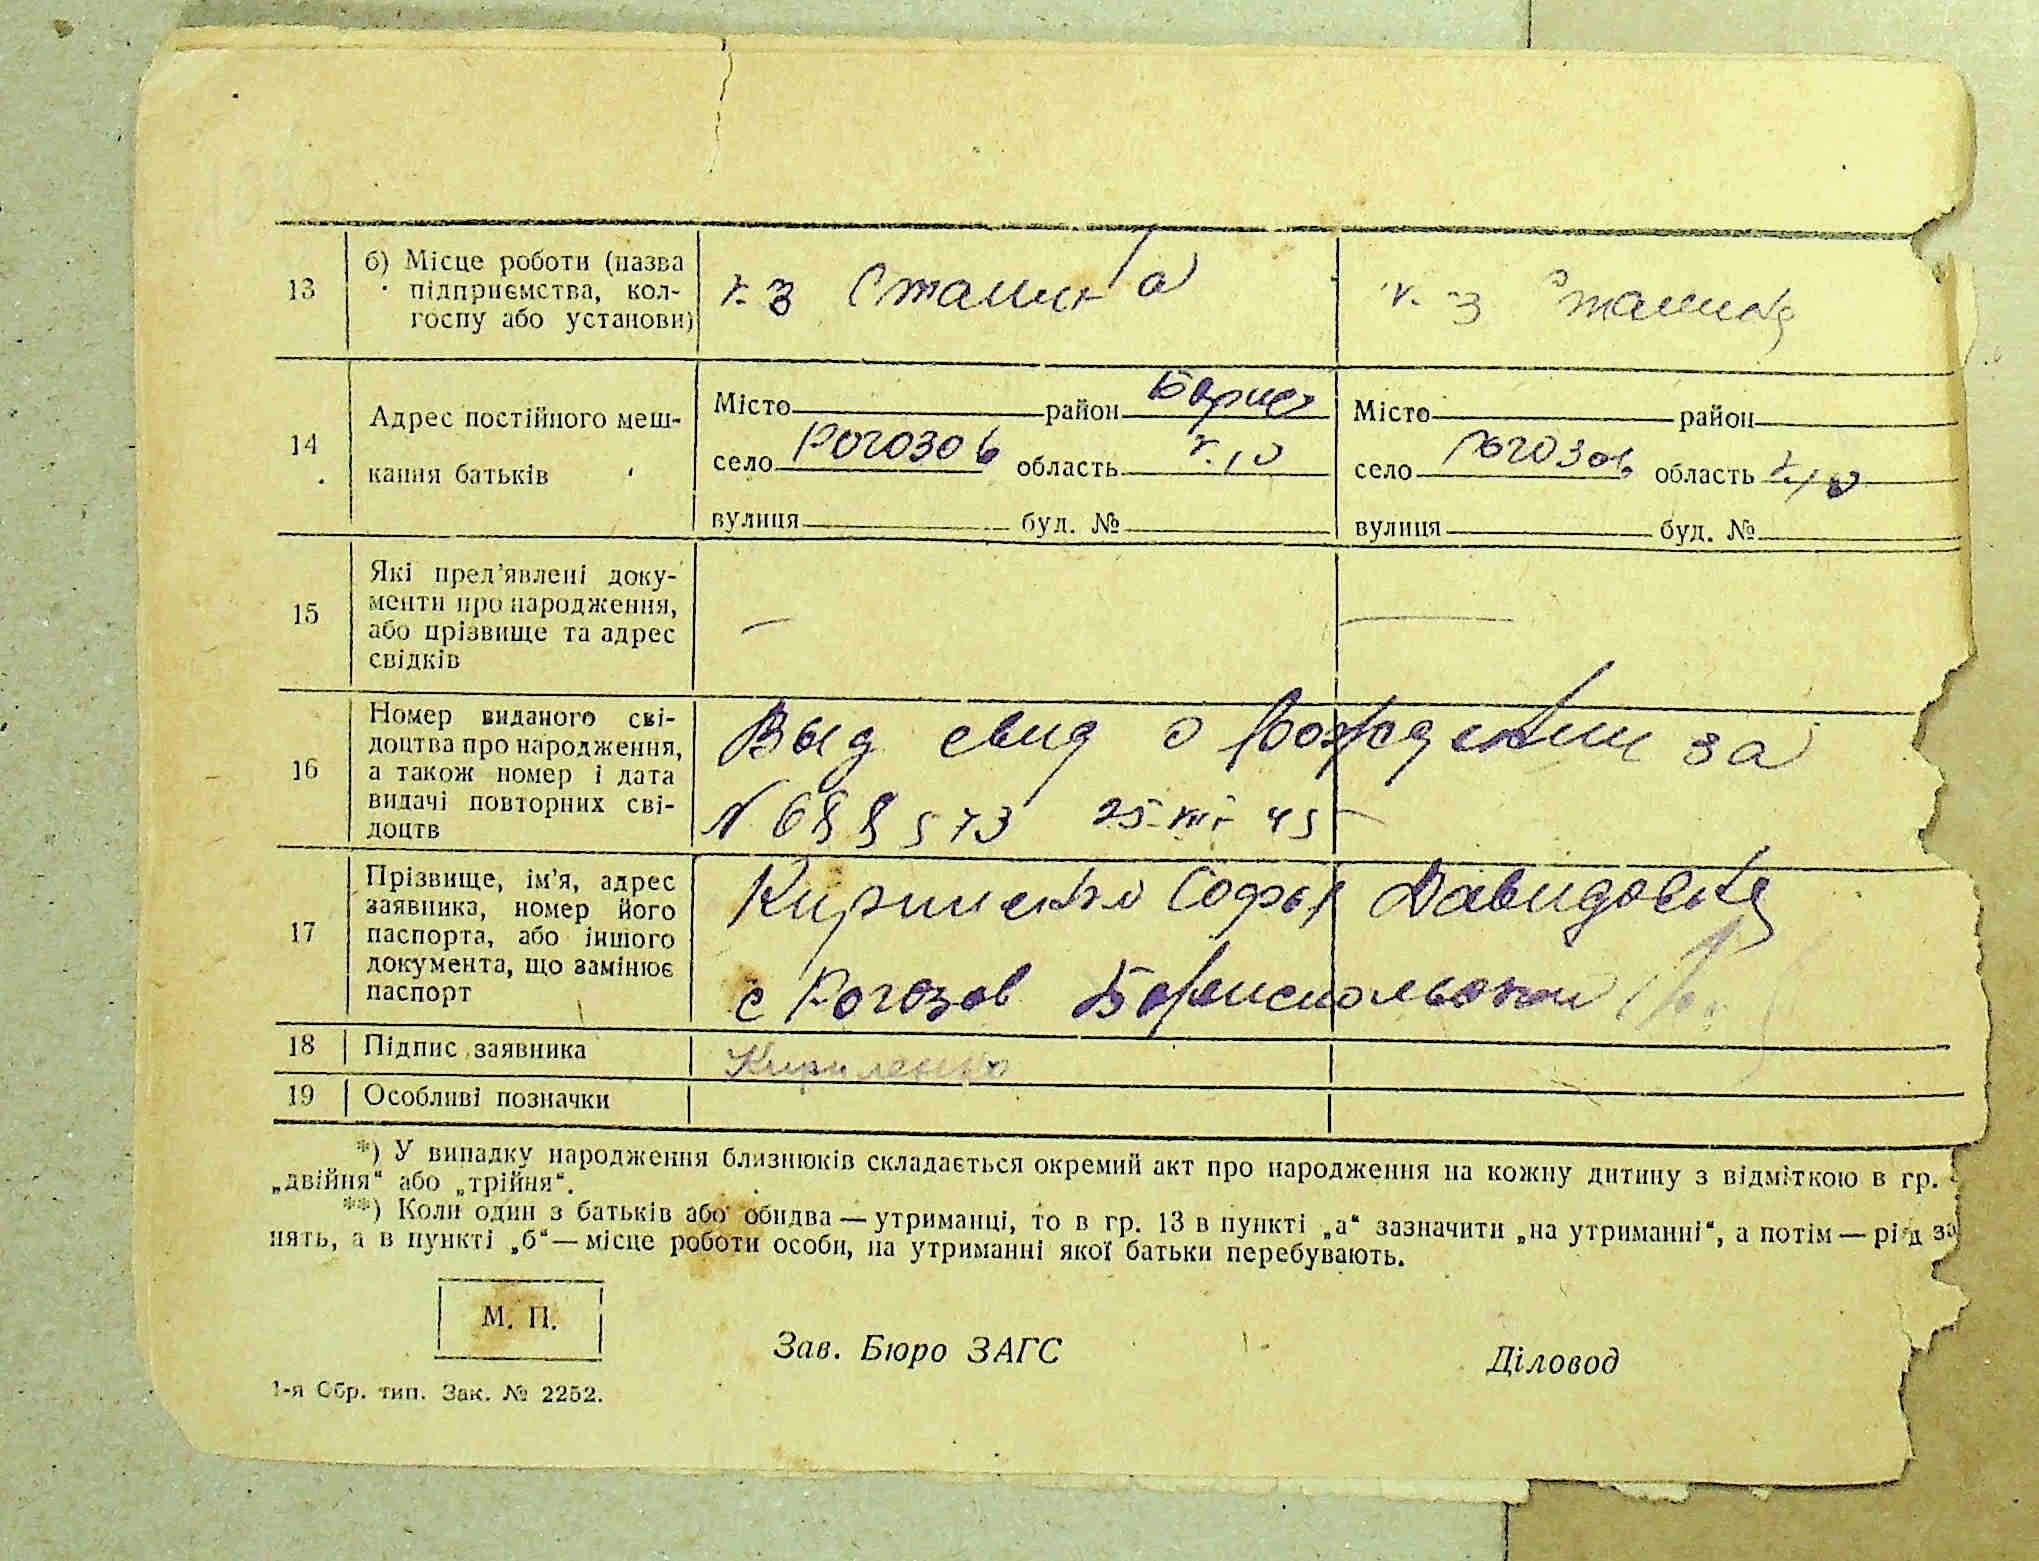 13
б) Місце роботи (назва
підприємства, кол-
госпу або установи)
к-з Сталина
к-з Сталина
14
Адрес постійного меш-
кання батьків
Місто район Борисп
село Рогозов область
вулиця буд. №
Місто район
село Рогозов область
вулиця буд. №
15
Які пред’явлені доку-
менти про народження,
або прізвище та адрес
свідків
— —
16
Номер виданого сві-
доцтва про народження,
а також номер і дата
видачі повторних сві-
доцтв
Выд свид о рождении за
N 688573 25 45
17
Прізвище, ім’я, адрес
заявника, номер його
паспорта, або іншого
документа, що замінює
паспорт
Кириленко Софья Давидовна
с Рогозов Бориспольского
18 Підпис заявника
Кириленко
19 Особливі позначки
*) У випадку народження близнюків складається окремий акт про народження на кожну дитину з відміткою в гр.
„двійня“ або „трійня“.
**) Коли один з батьків або обидва — утриманці, то в гр. 13 в пункті „а“ зазначити „на утриманні“, а потім — рід за
нять, а в пункті „б“ — місце роботи особи, на утриманні якої батьки перебувають.
М. П.
Зав. Бюро ЗАГС
Діловод
1-я Обр. тип. Зак. № 2252.